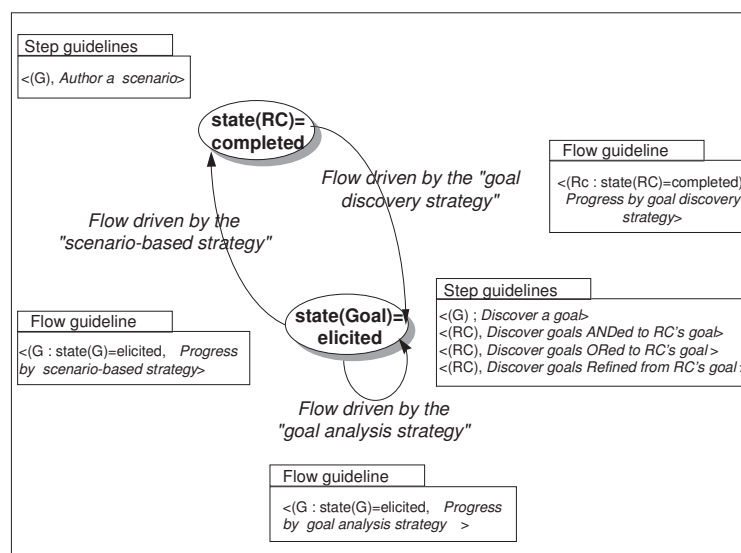 Step guidelines
<(G), Author a scenario>
state(RC)=
completed
Flow guideline
<(Rc : state(RC)=completed)
Progress by goal discovery
strategy>
Flow driven by the "goal
discovery strategy"
Flow driven by the
"scenario-based strategy"
Step guidelines
<(G) ; Discover a goal>
<(RC), Discover goals ANDed to RC's goal>
<(RC), Discover goals ORed to RC's goal >
<(RC), Discover goals Refined from RC's goal >
Flow guideline
<(G : state(G)=elicited, Progress
by scenario-based strategy>
state(Goal)=
elicited
Flow driven by the
"goal analysis strategy"
Flow guideline
<(G : state(G)=elicited, Progress
by goal analysis strategy >